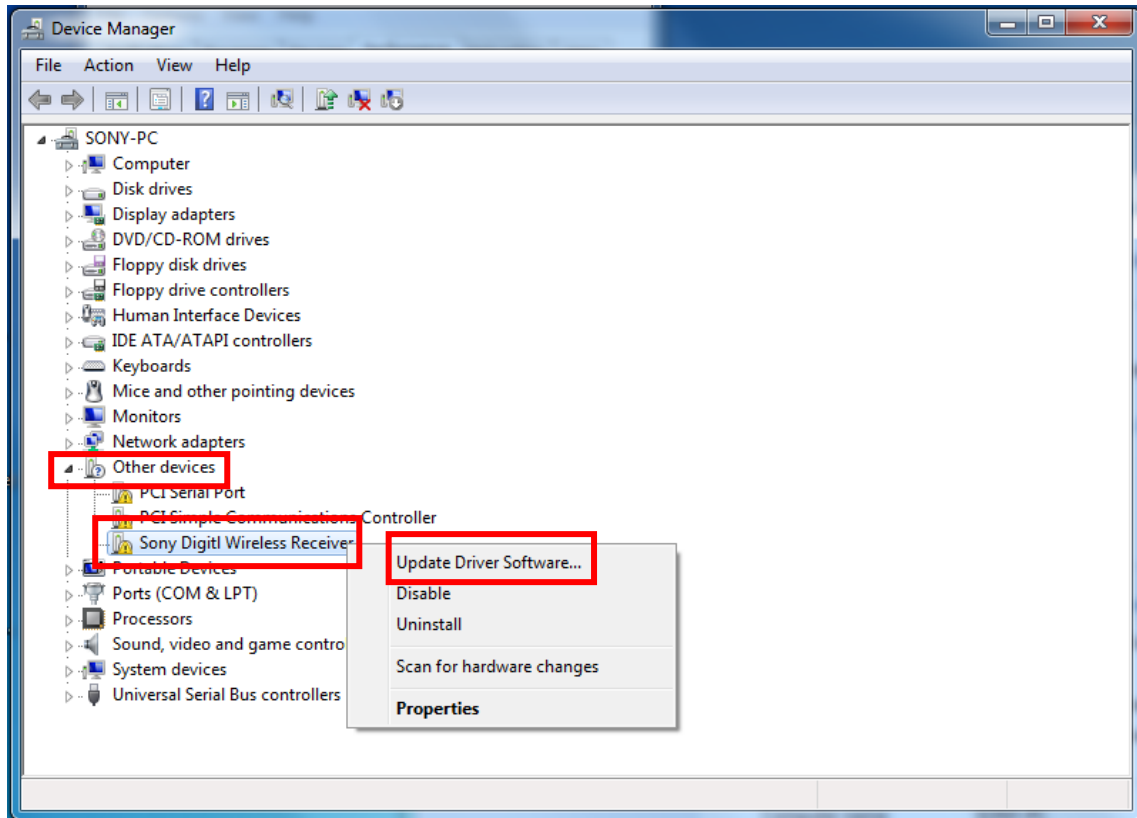 Device Manager
File Action View Help
SONY-PC
Computer
Disk drives
Display adapters
DVD/CD-ROM drives
Floppy disk drives
Floppy drive controllers
Human Interface Devices
IDE ATA/ATAPI controllers
Keyboards
Mice and other pointing devices
Monitors
Network adapters
Other devices
PCI Serial Port
PCI Simple Communications Controller
Sony Digitl Wireless Receiver
Update Driver Software...
Portable Devices
Disable
Ports (COM & LPT)
Processors
Uninstall
Sound, video and game contro
Scan for hardware changes
System devices
Universal Serial Bus controllers
Properties